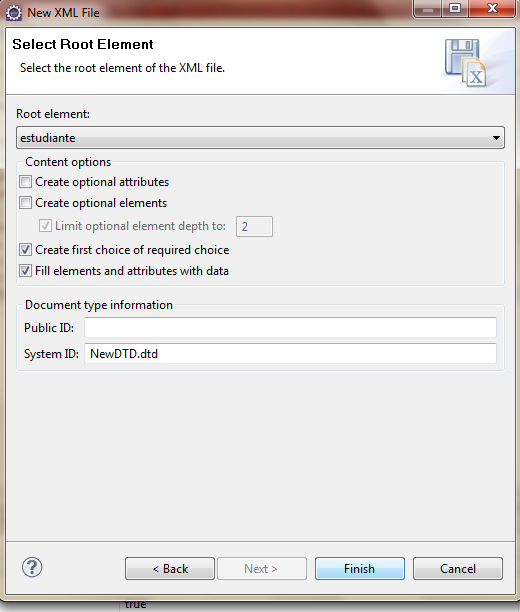 New XML File
Select Root Element
Select the root element of the XML file.
Root element:
estudiante
Content options
Create optional attributes
Create optional elements
Limit optional element depth to: 2
Create first choice of required choice
Fill elements and attributes with data
Document type information
Public ID:
System ID: NewDTD.dtd
? < Back Next > Finish Cancel
true